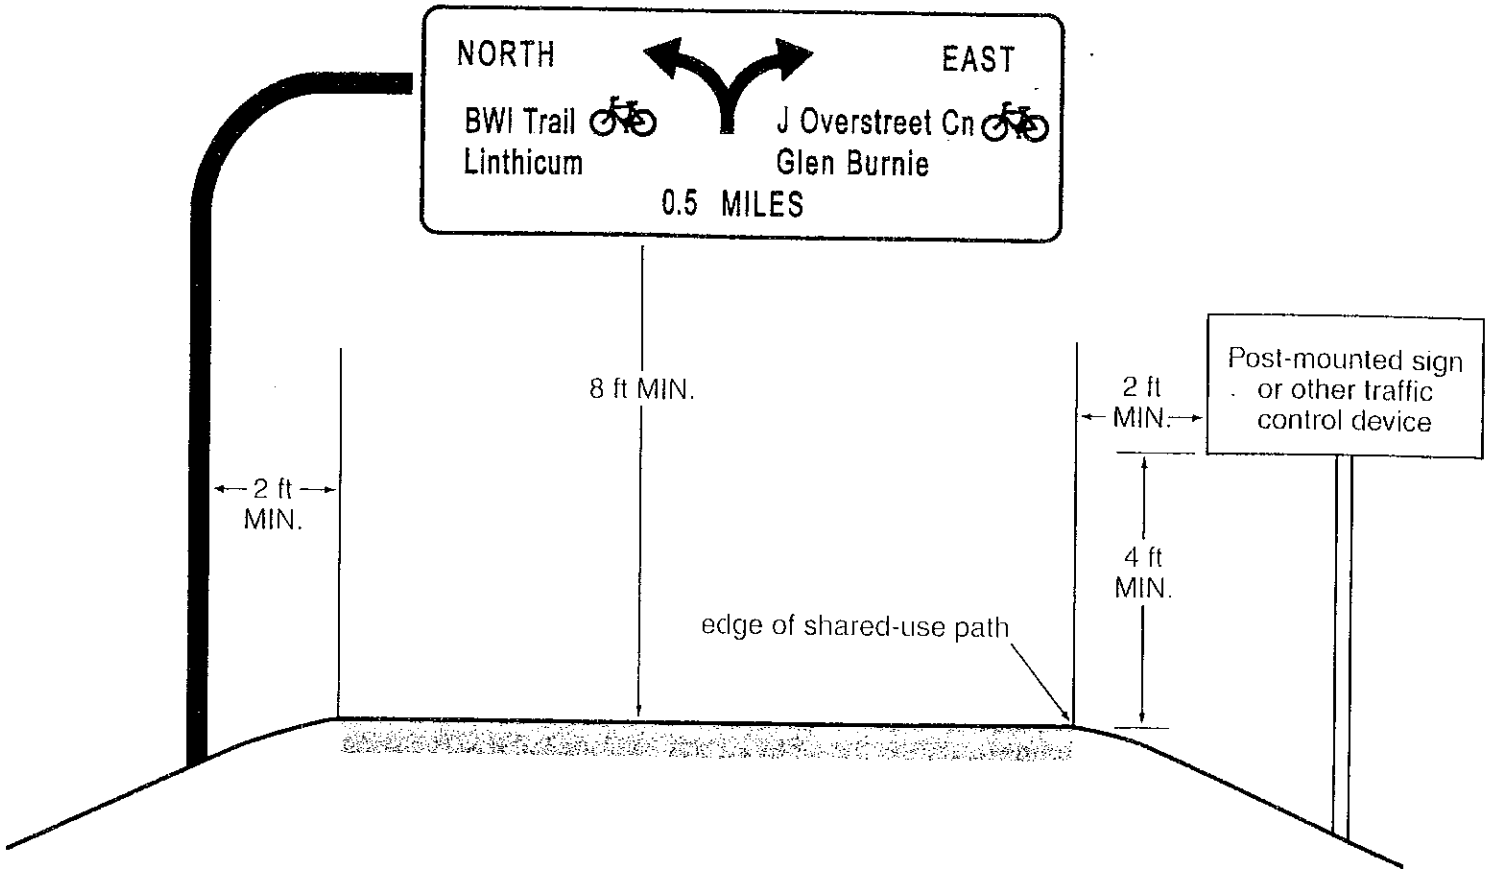 NORTH
EAST
BWI Trail
Linthicum
J Overstreet Cn
Glen Burnie
0.5 MILES
8 ft MIN.
2 ft
MIN.
Post-mounted sign
or other traffic
control device
2 ft
MIN.
4 ft
MIN.
edge of shared-use path